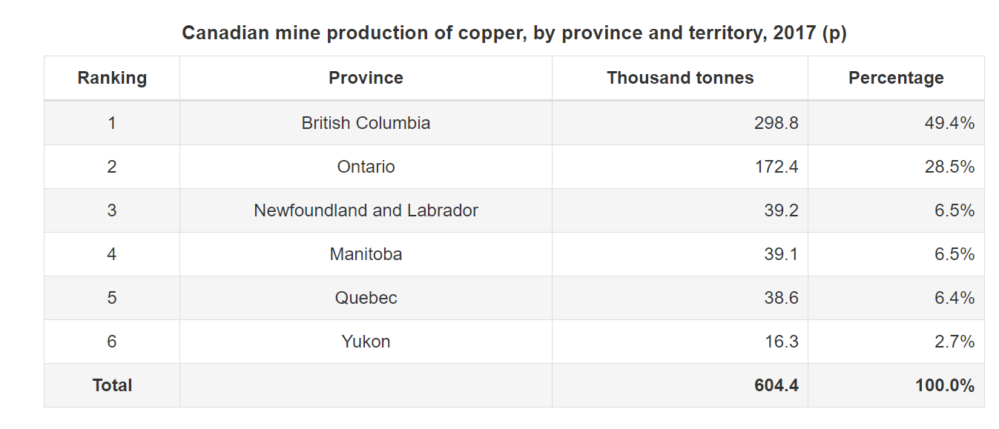 Canadian mine production of copper, by province and territory, 2017 (p)
Ranking Province Thousand tonnes Percentage
1 British Columbia 298.8 49.4%
2 Ontario 172.4 28.5%
3 Newfoundland and Labrador 39.2 6.5%
4 Manitoba 39.1 6.5%
5 Quebec 38.6 6.4%
6 Yukon 16.3 2.7%
Total 604.4 100.0%